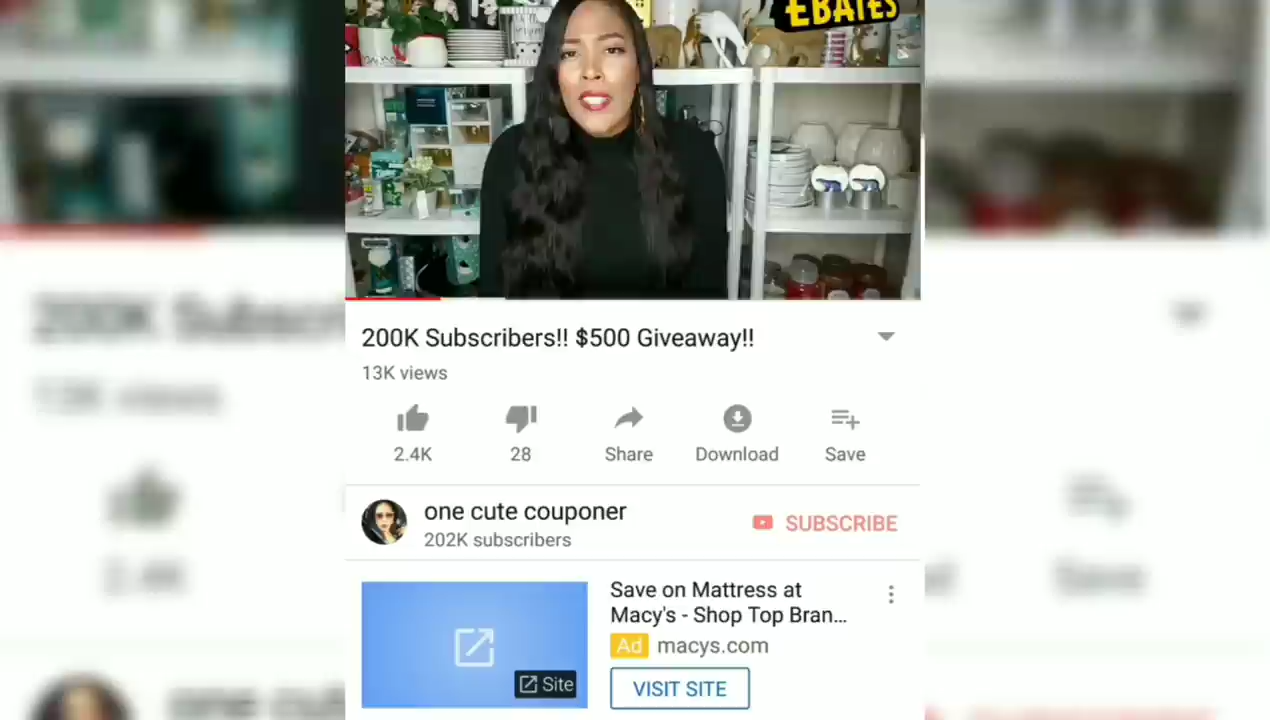 EBATES
200K Subscribers!! $500 Giveaway!!
13K views
2.4K
28
Share
Download
Save
one cute couponer
202K subscribers
SUBSCRIBE
Save on Mattress at
Macy's - Shop Top Bran...
Ad macys.com
Site
VISIT SITE